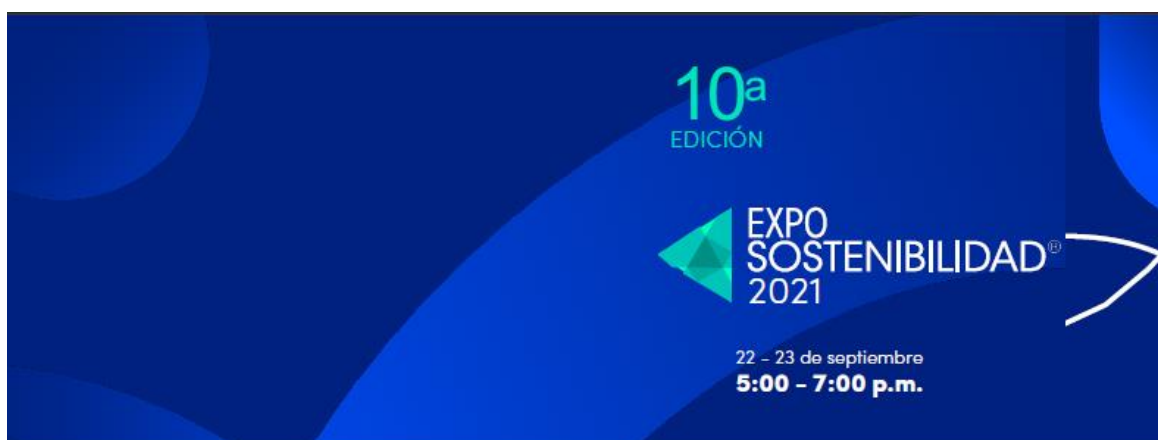 10ª
EDICIÓN
EXPO
SOSTENIBILIDAD®
2021
22 - 23 de septiembre
5:00 - 7:00 p.m.